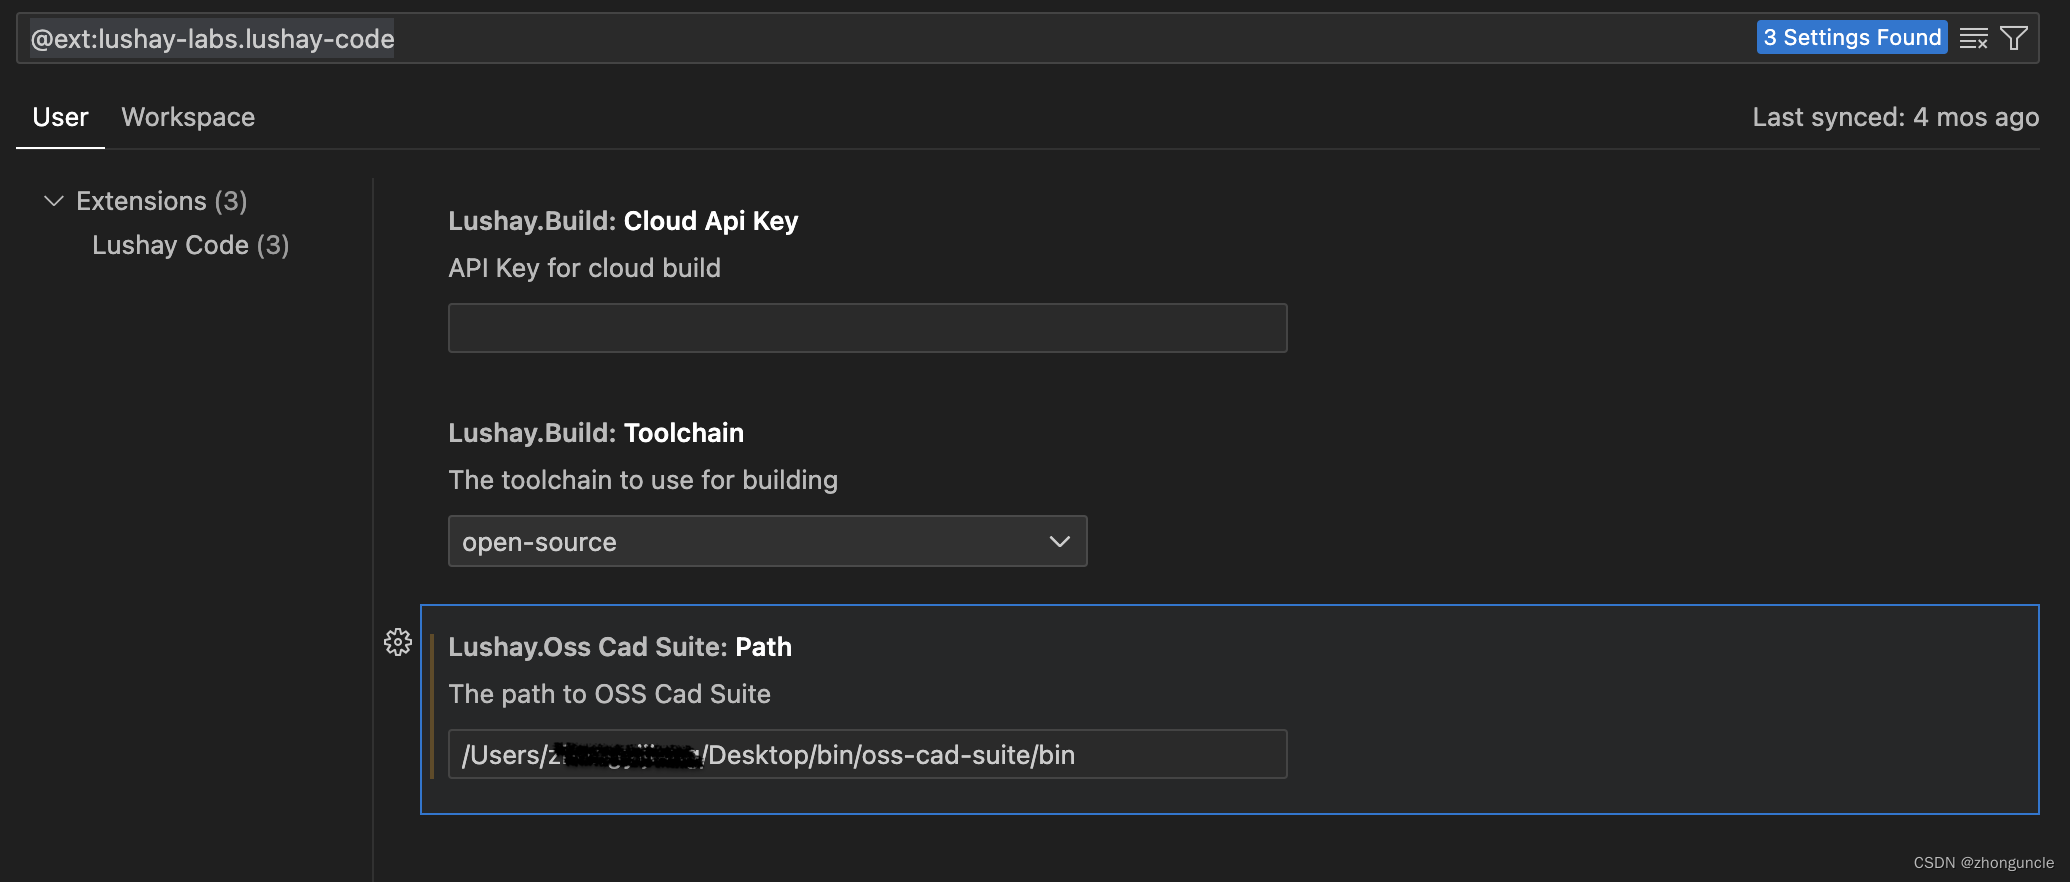 @ext:lushay-labs.lushay-code
3 Settings Found
User Workspace
Last synced: 4 mos ago
Extensions (3)
Lushay Code (3)
Lushay.Build: Cloud Api Key
API Key for cloud build
Lushay.Build: Toolchain
The toolchain to use for building
open-source
Lushay.Oss Cad Suite: Path
The path to OSS Cad Suite
/Users/ /Desktop/bin/oss-cad-suite/bin
CSDN @zhonguncle